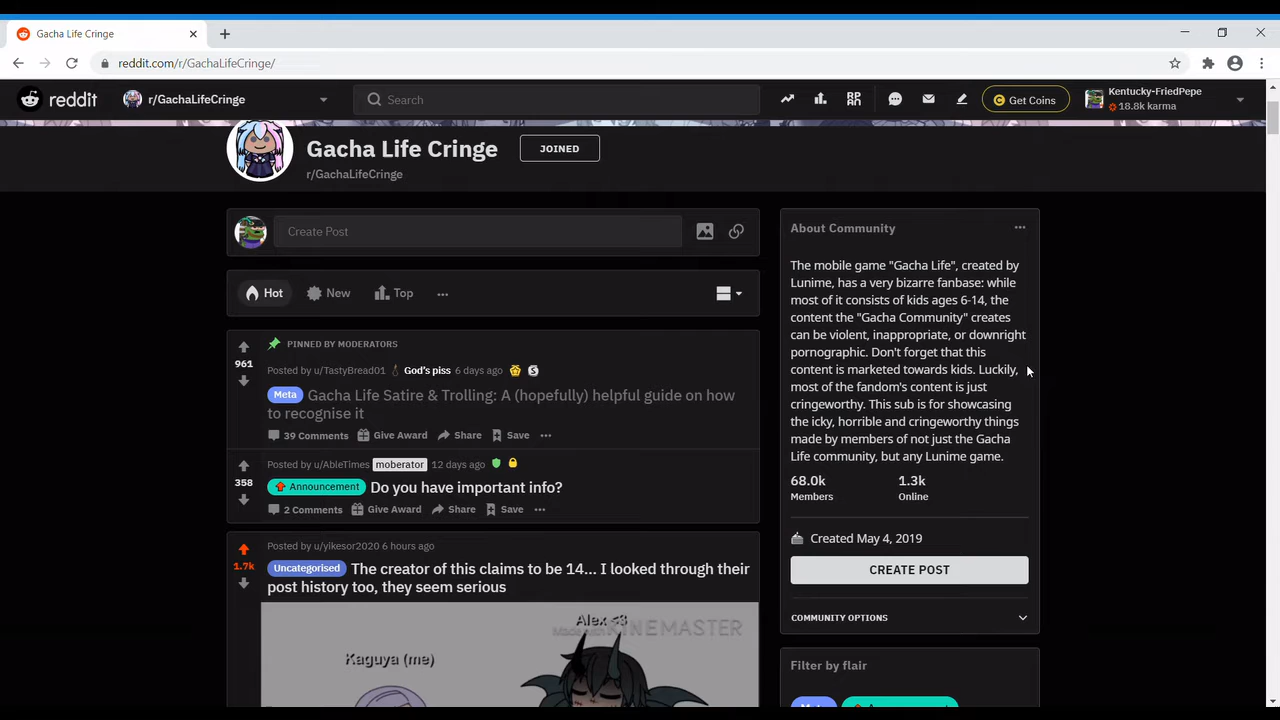 Gacha Life Cringe
reddit.com/r/GachaLifeCringe/
reddit r/GachaLifeCringe Search Get Coins Kentucky-FriedPepe
18.8k karma
Gacha Life Cringe JOINED
r/GachaLifeCringe
Create Post
Hot New Top
PINNED BY MODERATORS
961
Posted by u/TastyBread01 God's piss 6 days ago
Meta Gacha Life Satire & Trolling: A (hopefully) helpful guide on how
to recognise it
39 Comments Give Award Share Save
Posted by u/AbleTimes moberator 12 days ago
358
Announcement Do you have important info?
2 Comments Give Award Share Save
Posted by u/yikesor2020 6 hours ago
1.7k
Uncategorised The creator of this claims to be 14... I looked through their
post history too, they seem serious
Alex <3
Made with KINEMASTER
Kaguya (me)
About Community
The mobile game "Gacha Life", created by
Lunime, has a very bizarre fanbase: while
most of it consists of kids ages 6-14, the
content the "Gacha Community" creates
can be violent, inappropriate, or downright
pornographic. Don't forget that this
content is marketed towards kids. Luckily,
most of the fandom's content is just
cringeworthy. This sub is for showcasing
the icky, horrible and cringeworthy things
made by members of not just the Gacha
Life community, but any Lunime game.
68.0k 1.3k
Members Online
Created May 4, 2019
CREATE POST
COMMUNITY OPTIONS
Filter by flair